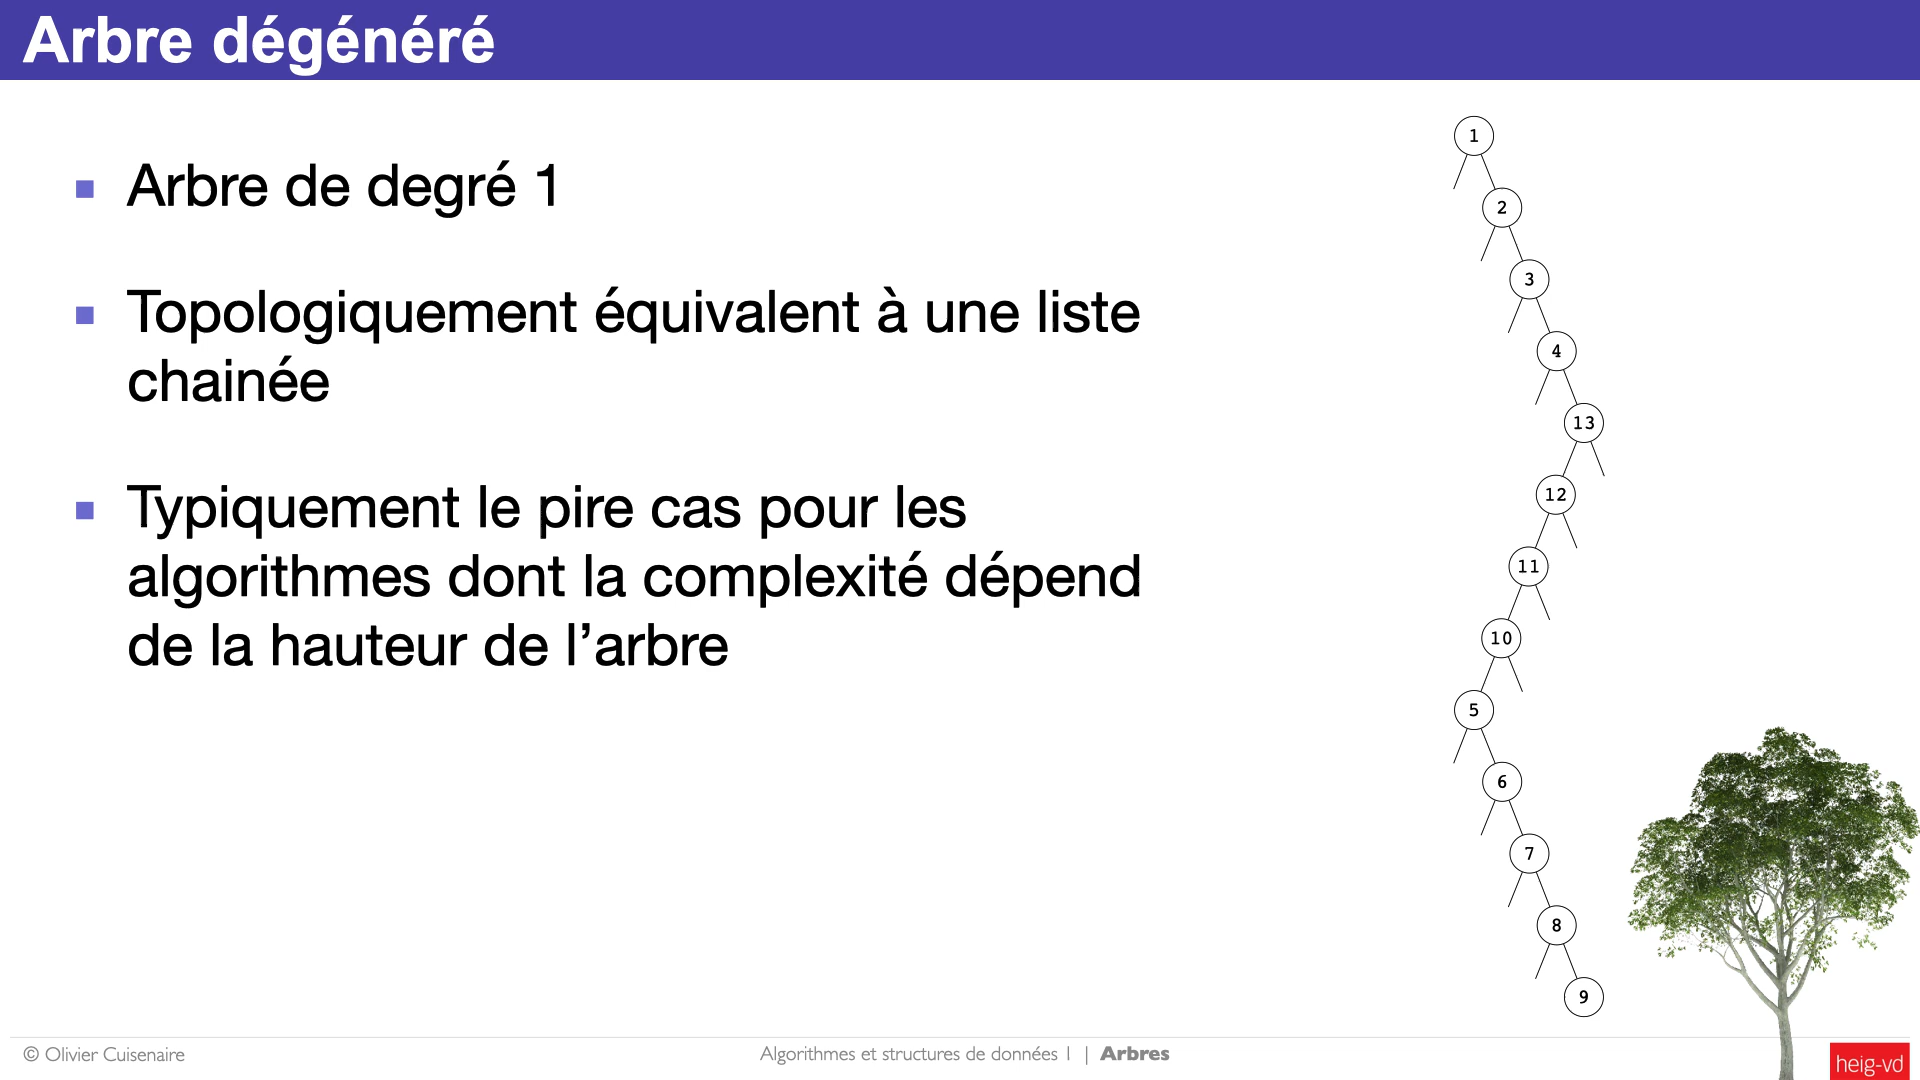 Arbre dégénéré
Arbre de degré 1
Topologiquement équivalent à une liste
chainée
Typiquement le pire cas pour les
algorithmes dont la complexité dépend
de la hauteur de l’arbre
1
2
3
4
13
12
11
10
5
6
7
8
9
© Olivier Cuisenaire
Algorithmes et structures de données 1 | Arbres
heig-vd